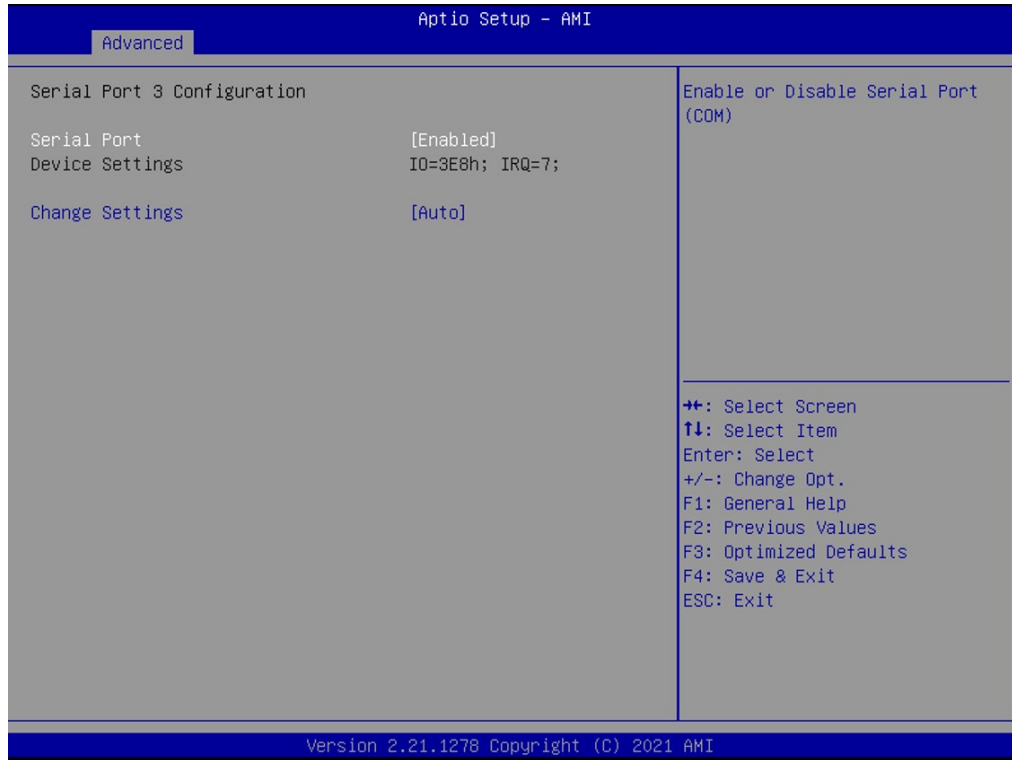 Aptio Setup – AMI
Advanced
Serial Port 3 Configuration
Serial Port [Enabled]
Device Settings IO=3E8h; IRQ=7;
Change Settings [Auto]
Enable or Disable Serial Port
(COM)
→←: Select Screen
↑↓: Select Item
Enter: Select
+/-: Change Opt.
F1: General Help
F2: Previous Values
F3: Optimized Defaults
F4: Save & Exit
ESC: Exit
Version 2.21.1278 Copyright (C) 2021 AMI